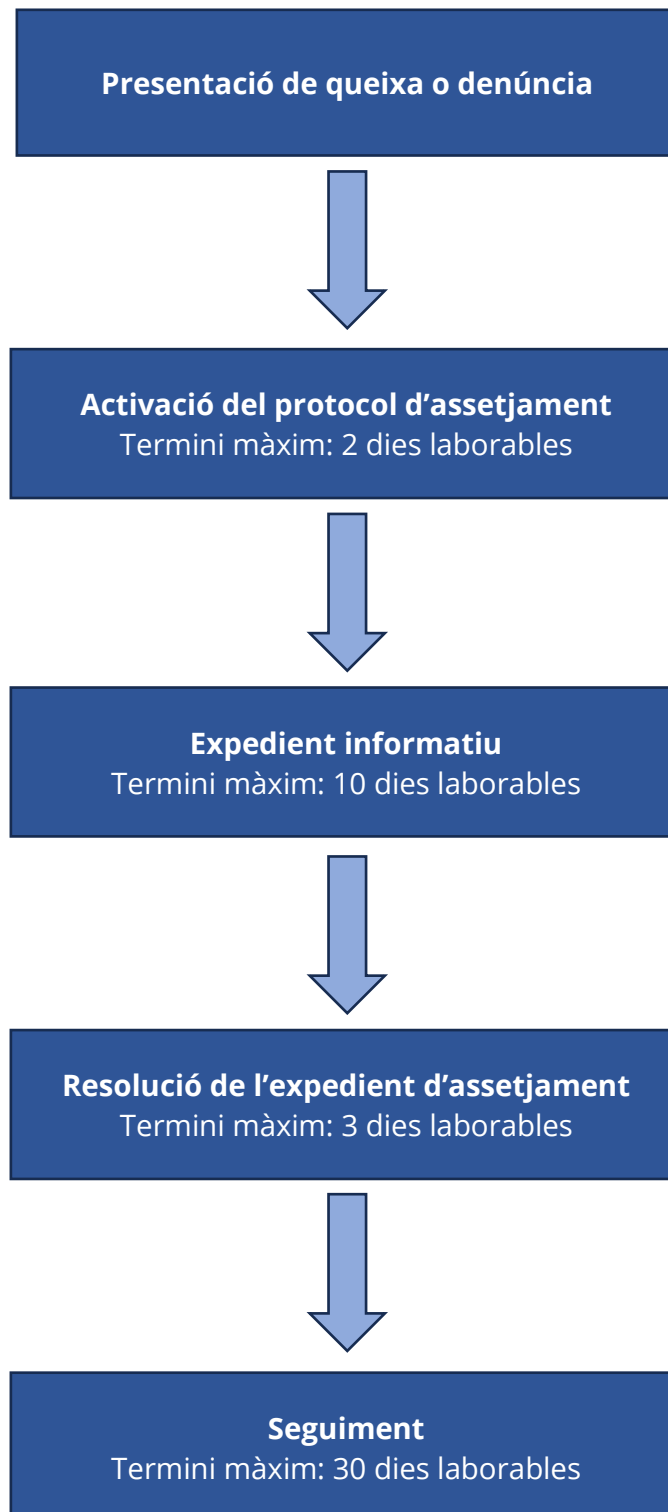 Presentació de queixa o denúncia
Activació del protocol d’assetjament
Termini màxim: 2 dies laborables
Expedient informatiu
Termini màxim: 10 dies laborables
Resolució de l’expedient d’assetjament
Termini màxim: 3 dies laborables
Seguiment
Termini màxim: 30 dies laborables